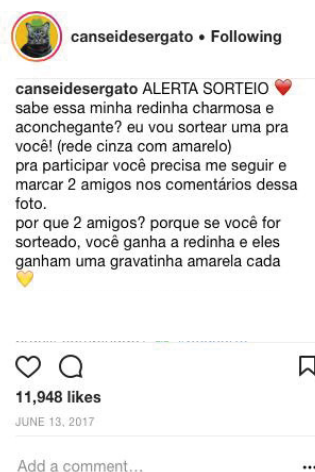 canseidesergato • Following
canseidesergato ALERTA SORTEIO ❤️
sabe essa minha redinha charmosa e
aconchegante? eu vou sortear uma pra
você! (rede cinza com amarelo)
pra participar você precisa me seguir e
marcar 2 amigos nos comentários dessa
foto.
por que 2 amigos? porque se você for
sorteado, você ganha a redinha e eles
ganham uma gravatinha amarela cada
💛
11,948 likes
JUNE 13, 2017
Add a comment...